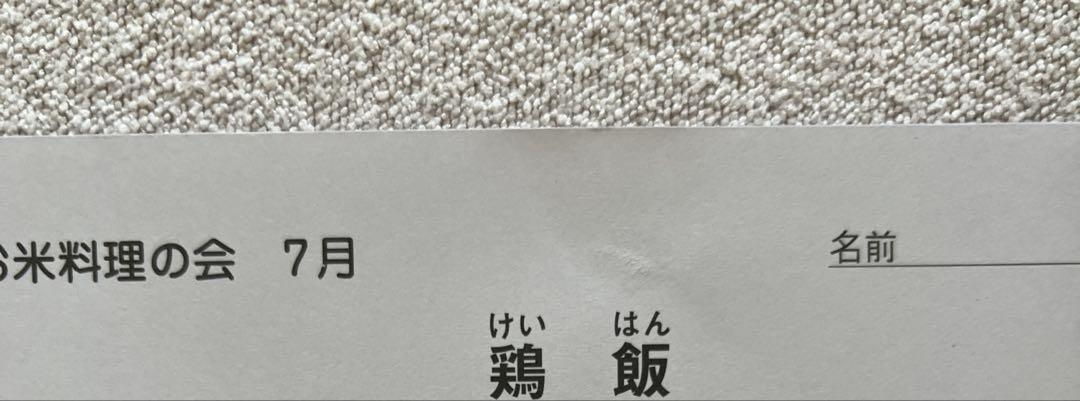 お米料理の会　７月
名前
けい　はん
鶏　飯